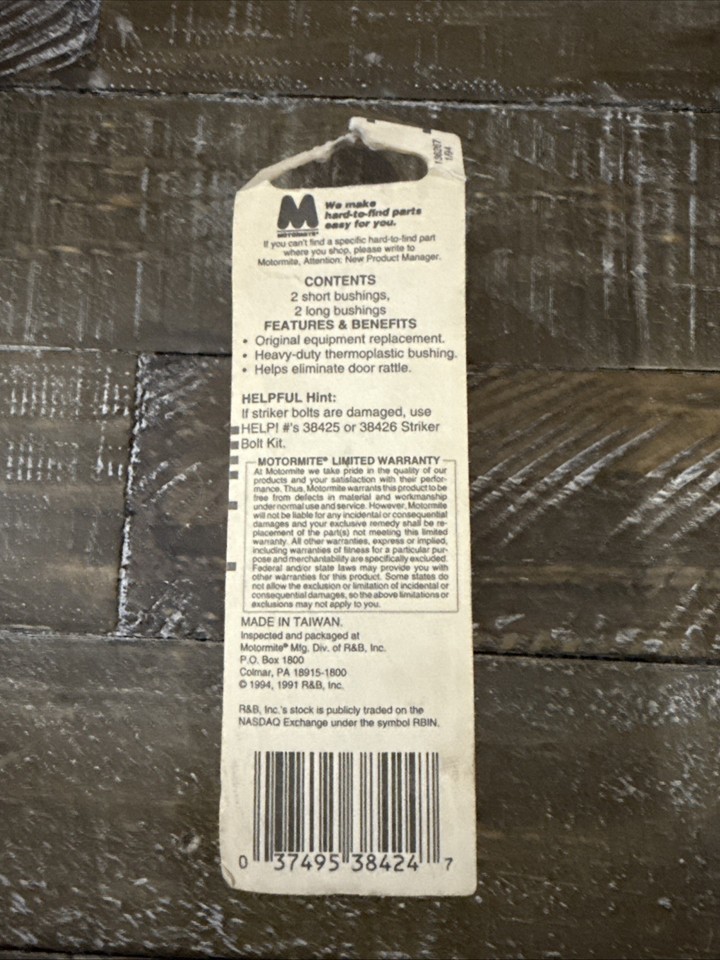 136267
1/94
M
MOTORMITE®
We make
hard-to-find parts
easy for you.
If you can't find a specific hard-to-find part
where you shop, please write to
Motormite, Attention: New Product Manager.
CONTENTS
2 short bushings,
2 long bushings
FEATURES & BENEFITS
• Original equipment replacement.
• Heavy-duty thermoplastic bushing.
• Helps eliminate door rattle.
HELPFUL Hint:
If striker bolts are damaged, use
HELP! #'s 38425 or 38426 Striker
Bolt Kit.
MOTORMITE® LIMITED WARRANTY
At Motormite we take pride in the quality of our
products and your satisfaction with their perfor-
mance. Thus, Motormite warrants this product to be
free from defects in material and workmanship
under normal use and service. However, Motormite
will not be liable for any incidental or consequential
damages and your exclusive remedy shall be re-
placement of the part(s) not meeting this limited
warranty. All other warranties, express or implied,
including warranties of fitness for a particular pur-
pose and merchantability are specifically excluded.
Federal and/or state laws may provide you with
other warranties for this product. Some states do
not allow the exclusion or limitation of incidental or
consequential damages, so the above limitations or
exclusions may not apply to you.
MADE IN TAIWAN.
Inspected and packaged at
Motormite® Mfg. Div. of R&B, Inc.
P.O. Box 1800
Colmar, PA 18915-1800
© 1994, 1991 R&B, Inc.
R&B, Inc.'s stock is publicly traded on the
NASDAQ Exchange under the symbol RBIN.
0 37495 38424 7